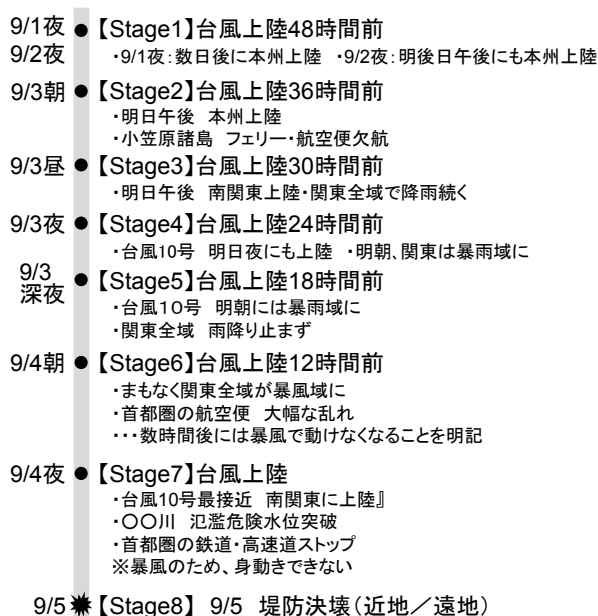 9/1夜 ● 【Stage1】台風上陸48時間前
9/2夜 ・9/1夜:数日後に本州上陸 ・9/2夜:明後日午後にも本州上陸
9/3朝 ● 【Stage2】台風上陸36時間前
・明日午後 本州上陸
・小笠原諸島 フェリー・航空便欠航
9/3昼 ● 【Stage3】台風上陸30時間前
・明日午後 南関東上陸・関東全域で降雨続く
9/3夜 ● 【Stage4】台風上陸24時間前
・台風10号 明日夜にも上陸 ・明朝、関東は暴雨域に
9/3
深夜 ● 【Stage5】台風上陸18時間前
・台風10号 明朝には暴雨域に
・関東全域 雨降り止まず
9/4朝 ● 【Stage6】台風上陸12時間前
・まもなく関東全域が暴風域に
・首都圏の航空便 大幅な乱れ
・・・数時間後には暴風で動けなくなることを明記
9/4夜 ● 【Stage7】台風上陸
・台風10号最接近 南関東に上陸』
・〇〇川 氾濫危険水位突破
・首都圏の鉄道・高速道ストップ
※暴風のため、身動きできない
9/5 【Stage8】 9/5 堤防決壊(近地/遠地)